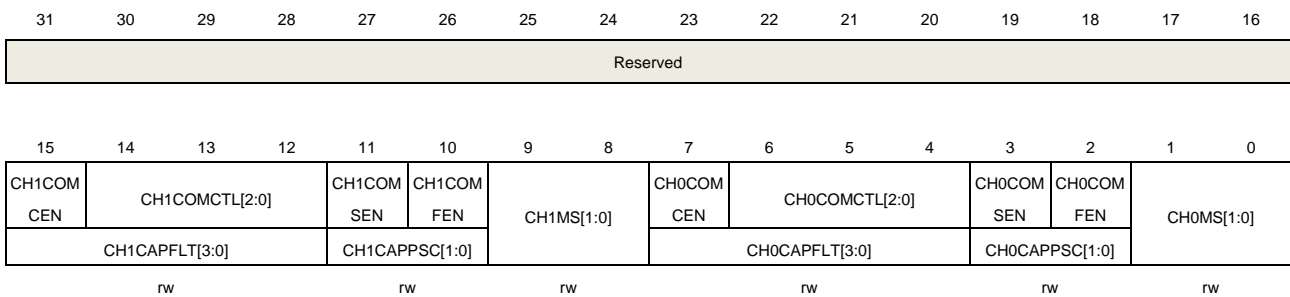 31 30 29 28 27 26 25 24 23 22 21 20 19 18 17 16
Reserved
15 14 13 12 11 10 9 8 7 6 5 4 3 2 1 0
CH1COM CEN CH1COMCTL[2:0] CH1COM SEN CH1COM FEN CH1MS[1:0] CH0COM CEN CH0COMCTL[2:0] CH0COM SEN CH0COM FEN CH0MS[1:0]
CH1CAPFLT[3:0] CH1CAPPSC[1:0] CH0CAPFLT[3:0] CH0CAPPSC[1:0]
rw rw rw rw rw rw